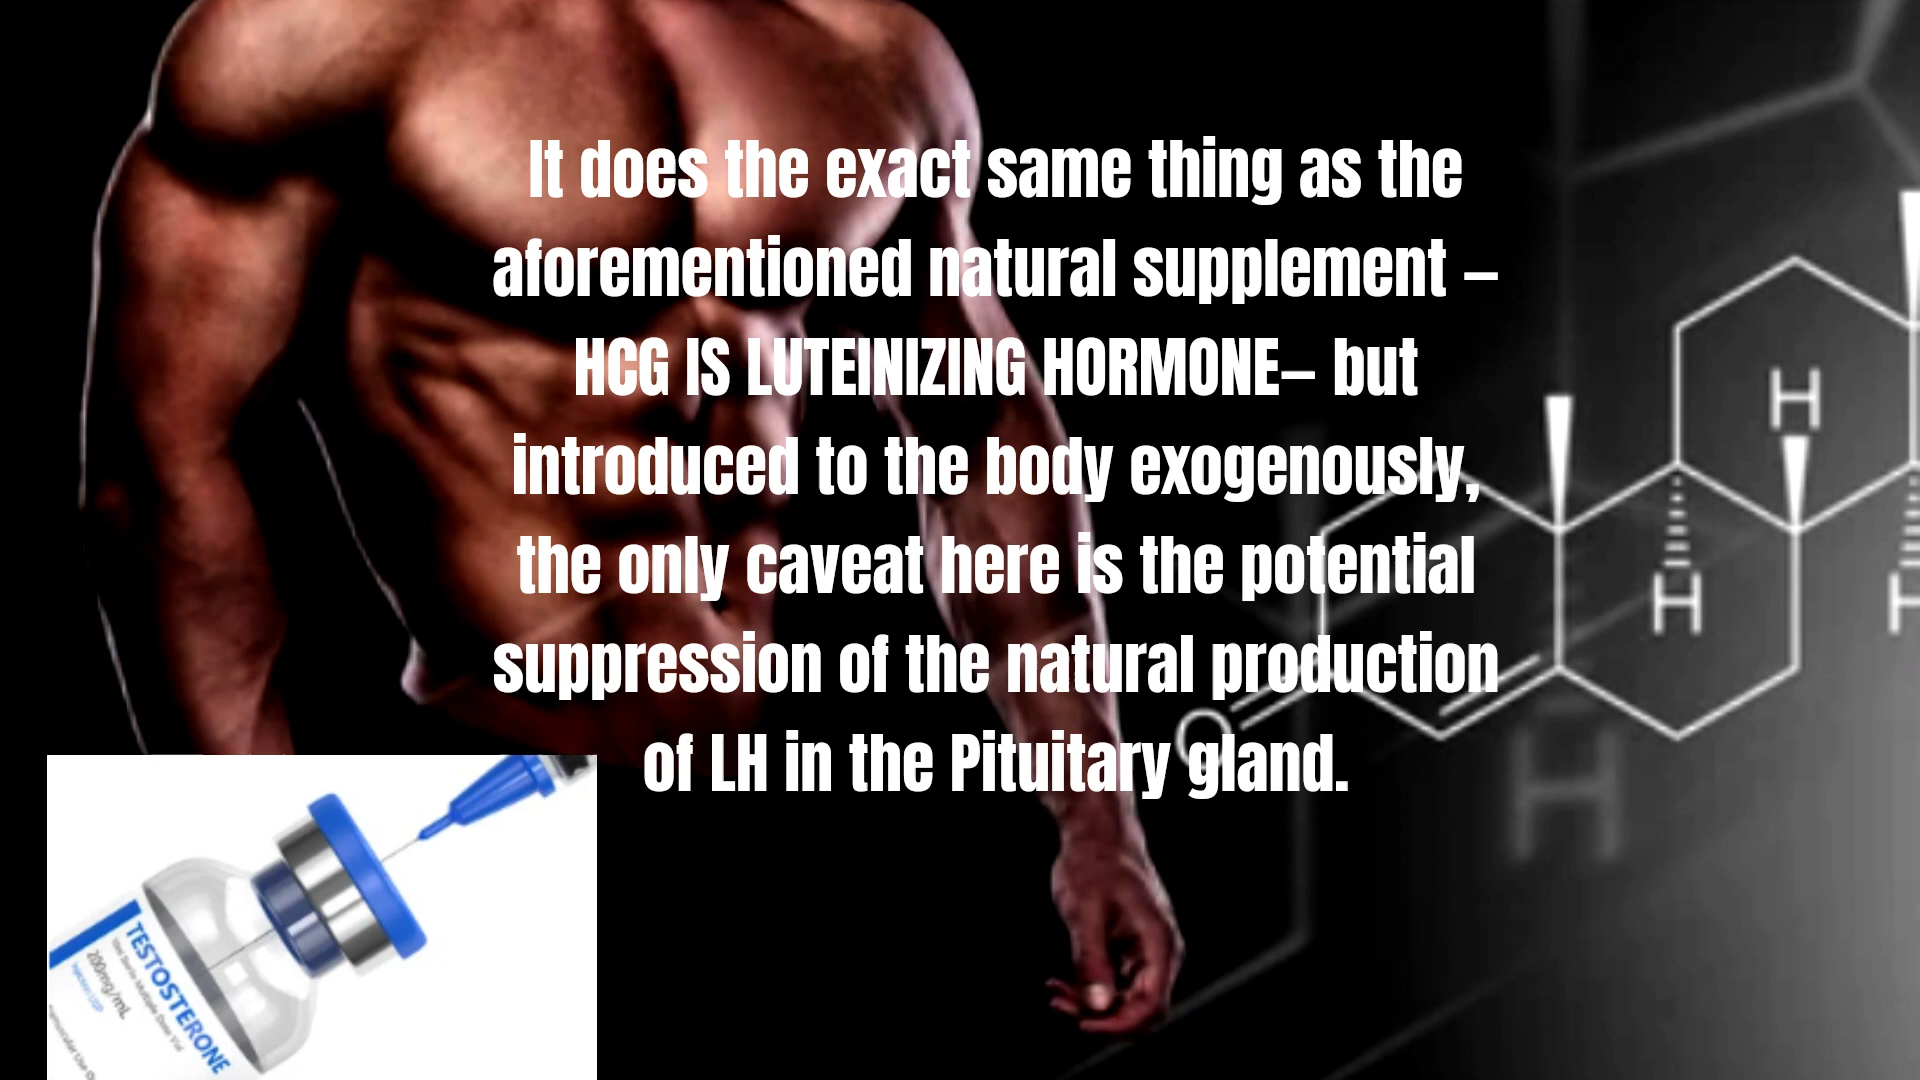 It does the exact same thing as the
aforementioned natural supplement –
HCG IS LUTEINIZING HORMONE– but
introduced to the body exogenously,
the only caveat here is the potential
suppression of the natural production
of LH in the Pituitary gland.
H
H
H
O
H
TESTOSTERONE
200mg/mL